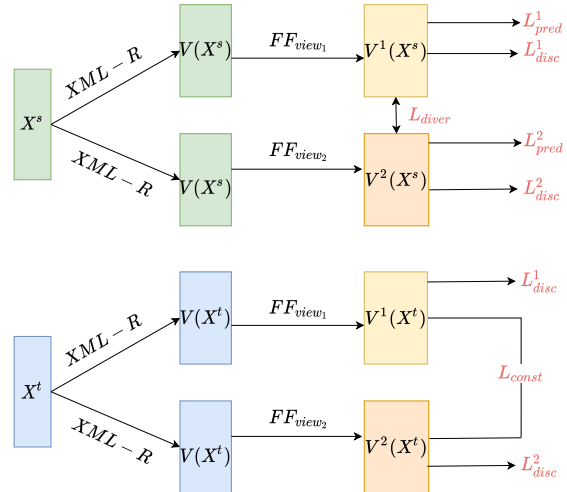 X^s
XML − R
XML − R
V(X^s)
FF_{view_1}
V^1(X^s)
L^1_{pred}
L^1_{disc}
L_{diver}
V(X^s)
FF_{view_2}
V^2(X^s)
L^2_{pred}
L^2_{disc}
X^t
XML − R
XML − R
V(X^t)
FF_{view_1}
V^1(X^t)
L^1_{disc}
L_{const}
V(X^t)
FF_{view_2}
V^2(X^t)
L^2_{disc}